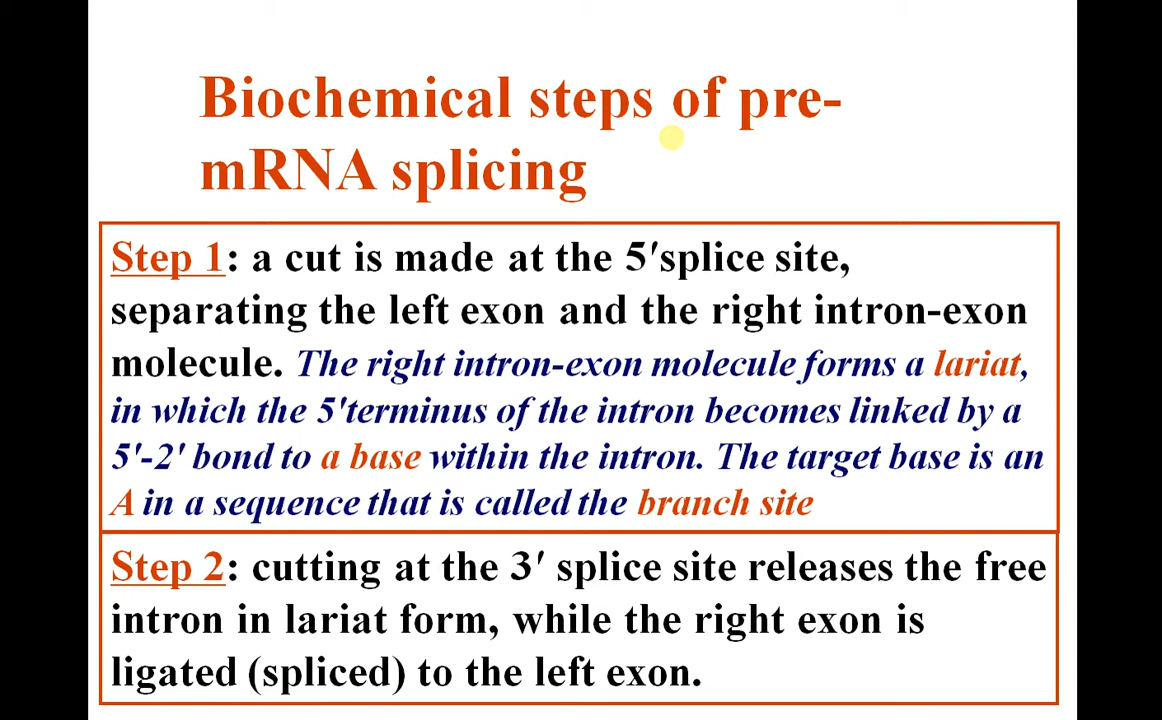 Biochemical steps of pre-
mRNA splicing
Step 1: a cut is made at the 5′splice site,
separating the left exon and the right intron-exon
molecule. The right intron-exon molecule forms a lariat,
in which the 5'terminus of the intron becomes linked by a
5'-2' bond to a base within the intron. The target base is an
A in a sequence that is called the branch site
Step 2: cutting at the 3′ splice site releases the free
intron in lariat form, while the right exon is
ligated (spliced) to the left exon.